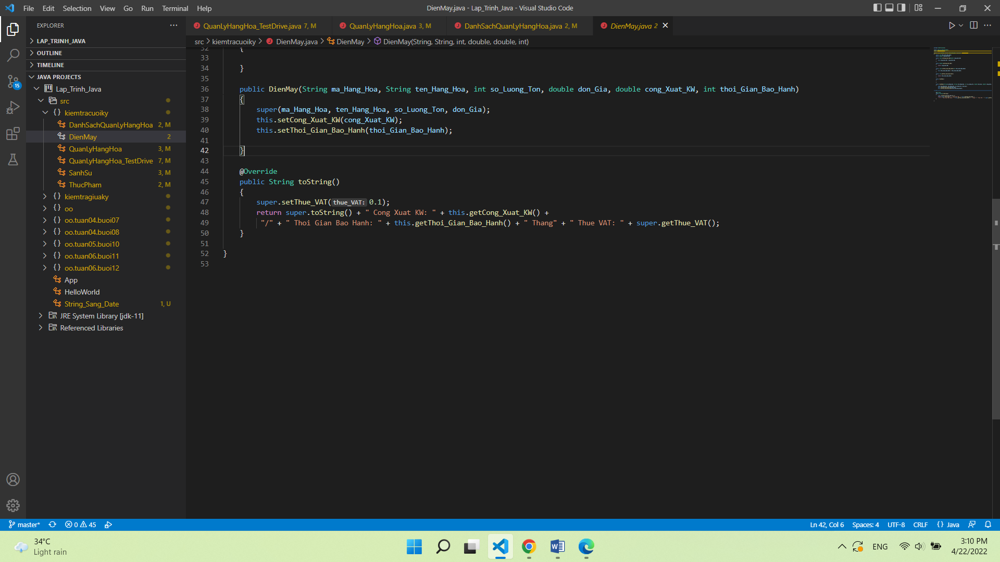 File Edit Selection View Go Run Terminal Help
DienMay.java - Lap_Trinh_Java - Visual Studio Code
EXPLORER
QuanLyHangHoa_TestDrive.java 7, M
QuanLyHangHoa.java 3, M
DanhSachQuanLyHangHoa.java 2, M
DienMay.java 2
src > kiemtracuoiky > DienMay.java > DienMay > DienMay(String, String, int, double, double, int)
LAP_TRINH_JAVA
OUTLINE
TIMELINE
JAVA PROJECTS
Lap_Trinh_Java
src
{} kiemtracuoiky
DanhSachQuanLyHangHoa 2, M
DienMay 2
QuanLyHangHoa 3, M
QuanLyHangHoa_TestDrive 7, M
SanhSu 3, M
ThucPham 2, M
{} kiemtragiuaky
{} oo
{} oo.tuan04.buoi07
{} oo.tuan04.buoi08
{} oo.tuan05.buoi10
{} oo.tuan06.buoi11
{} oo.tuan06.buoi12
App
HelloWorld
String_Sang_Date 1, U
JRE System Library [jdk-11]
Referenced Libraries
15
32 {
33
34 }
35
36 public DienMay(String ma_Hang_Hoa, String ten_Hang_Hoa, int so_Luong_Ton, double don_Gia, double cong_Xuat_KW, int thoi_Gian_Bao_Hanh)
37 {
38 super(ma_Hang_Hoa, ten_Hang_Hoa, so_Luong_Ton, don_Gia);
39 this.setCong_Xuat_KW(cong_Xuat_KW);
40 this.setThoi_Gian_Bao_Hanh(thoi_Gian_Bao_Hanh);
41
42 }
43
44 @Override
45 public String toString()
46 {
47 super.setThue_VAT(thue_VAT: 0.1);
48 return super.toString() + " Cong Xuat KW: " + this.getCong_Xuat_KW() +
49 "/" + " Thoi Gian Bao Hanh: " + this.getThoi_Gian_Bao_Hanh() + " Thang" + " Thue VAT: " + super.getThue_VAT();
50 }
51
52 }
53
master* 0 45
Ln 42, Col 6 Spaces: 4 UTF-8 CRLF {} Java
34°C
Light rain
ENG
3:10 PM
4/22/2022